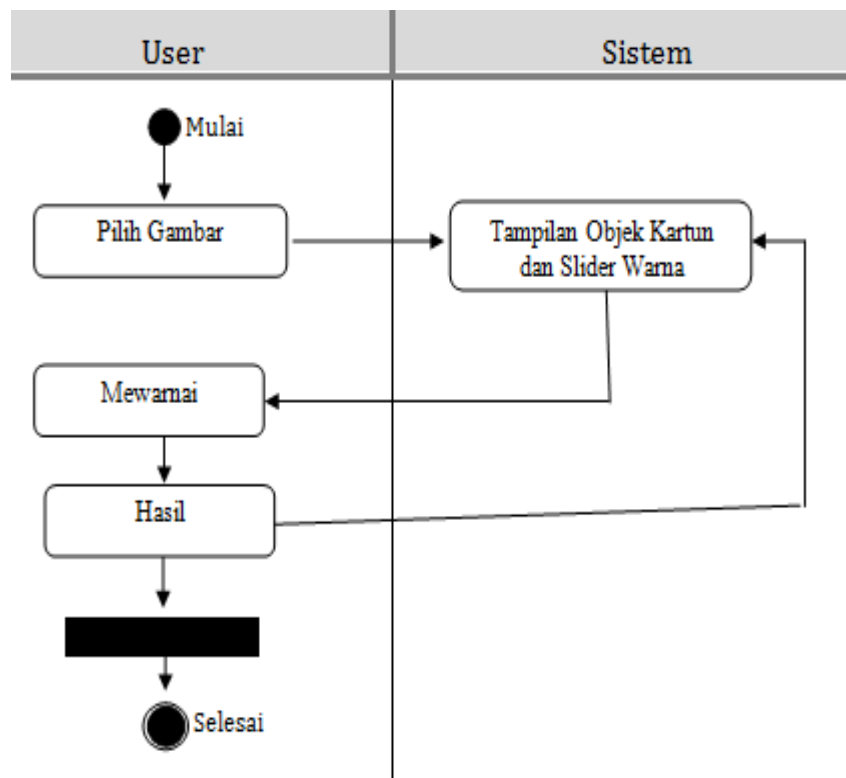 User
Sistem
Mulai
Pilih Gambar
Tampilan Objek Kartun
dan Slider Warna
Mewarnai
Hasil
Selesai